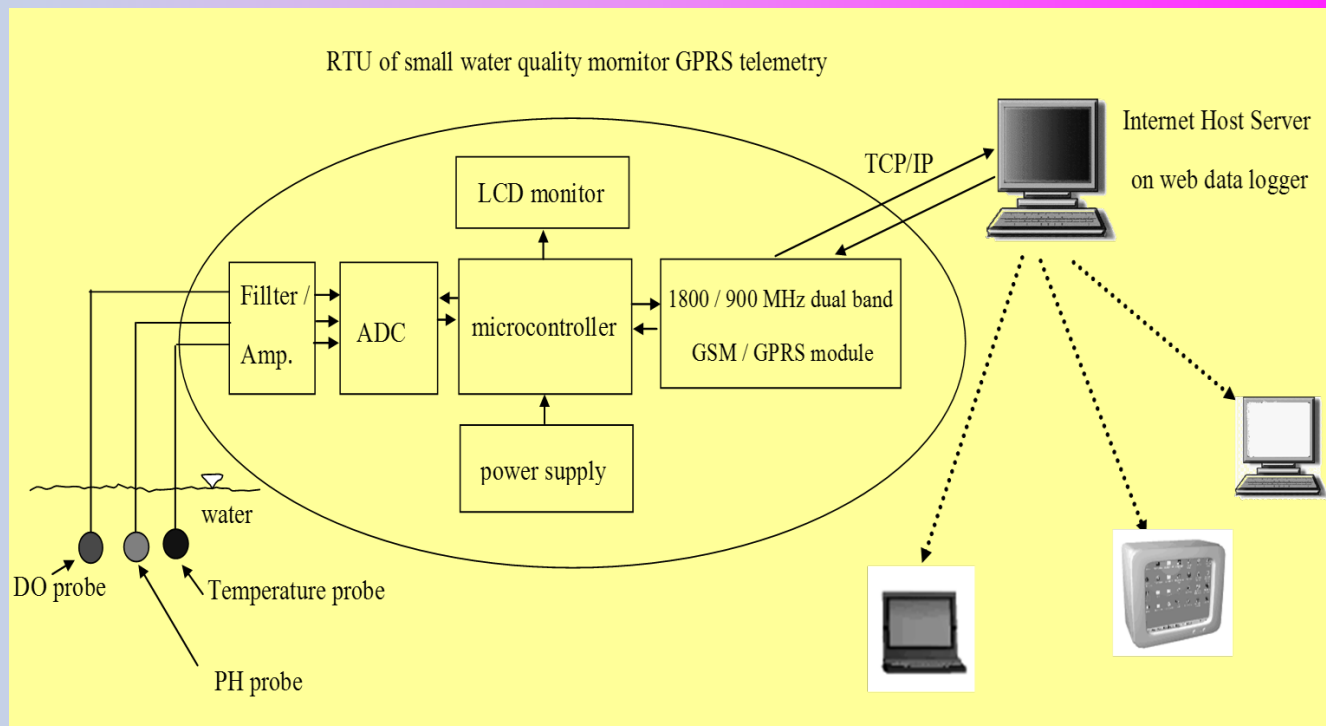 RTU of small water quality mornitor GPRS telemetry
Internet Host Server
on web data logger
TCP/IP
LCD monitor
Fillter /
Amp.
ADC
microcontroller
1800 / 900 MHz dual band
GSM / GPRS module
power supply
water
DO probe
Temperature probe
PH probe